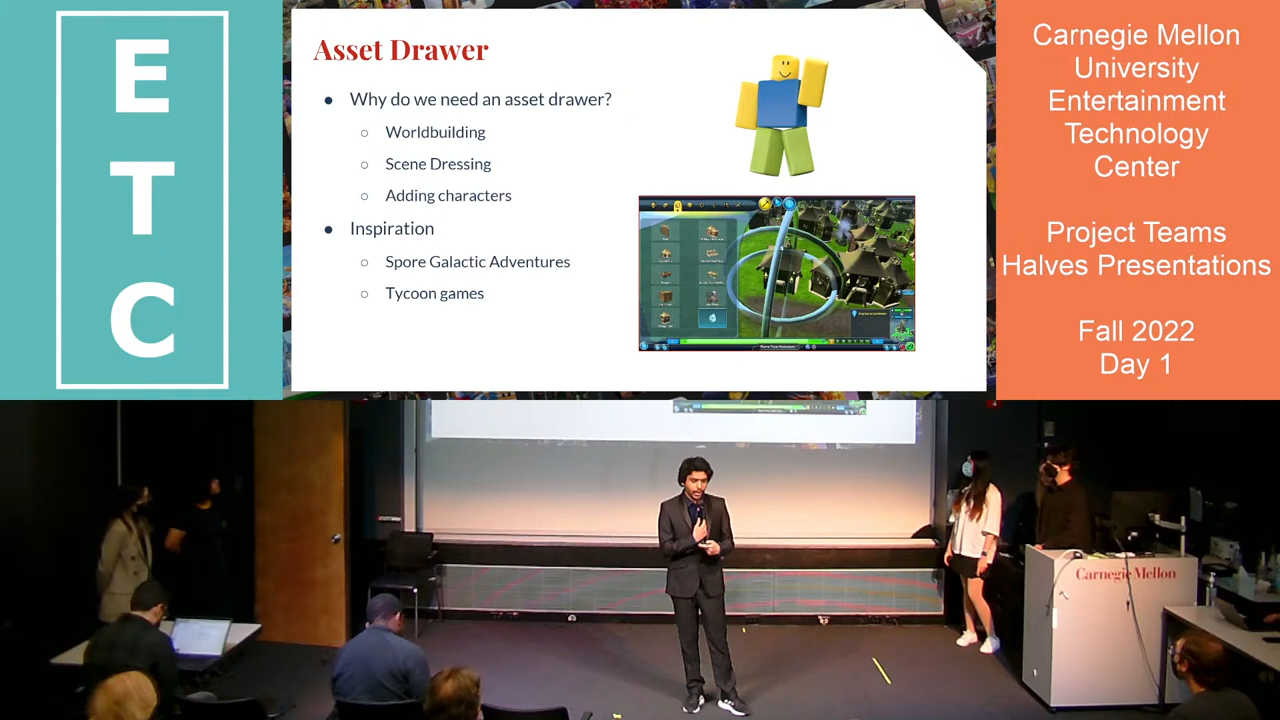 E
T
C
Asset Drawer
Why do we need an asset drawer?
Worldbuilding
Scene Dressing
Adding characters
Inspiration
Spore Galactic Adventures
Tycoon games
Carnegie Mellon
University
Entertainment
Technology
Center
Project Teams
Halves Presentations
Fall 2022
Day 1
Carnegie Mellon